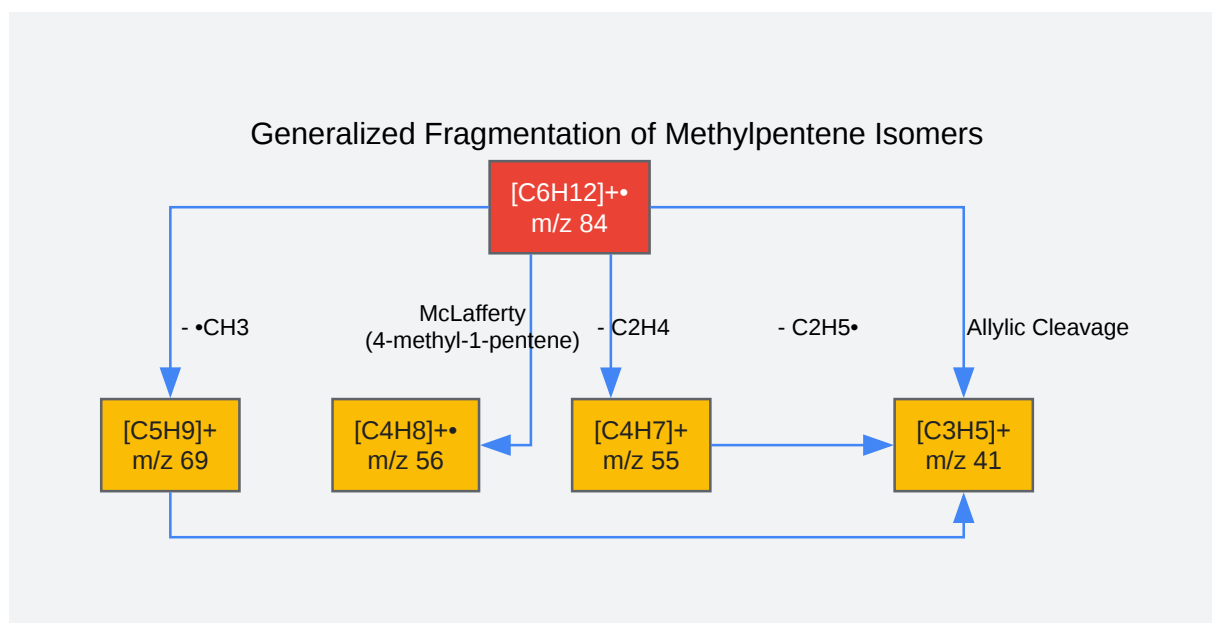 Generalized Fragmentation of Methylpentene Isomers
[C6H12]+•
m/z 84
- •CH3
McLafferty
(4-methyl-1-pentene)
- C2H4
- C2H5•
Allylic Cleavage
[C5H9]+
m/z 69
[C4H8]+•
m/z 56
[C4H7]+
m/z 55
[C3H5]+
m/z 41